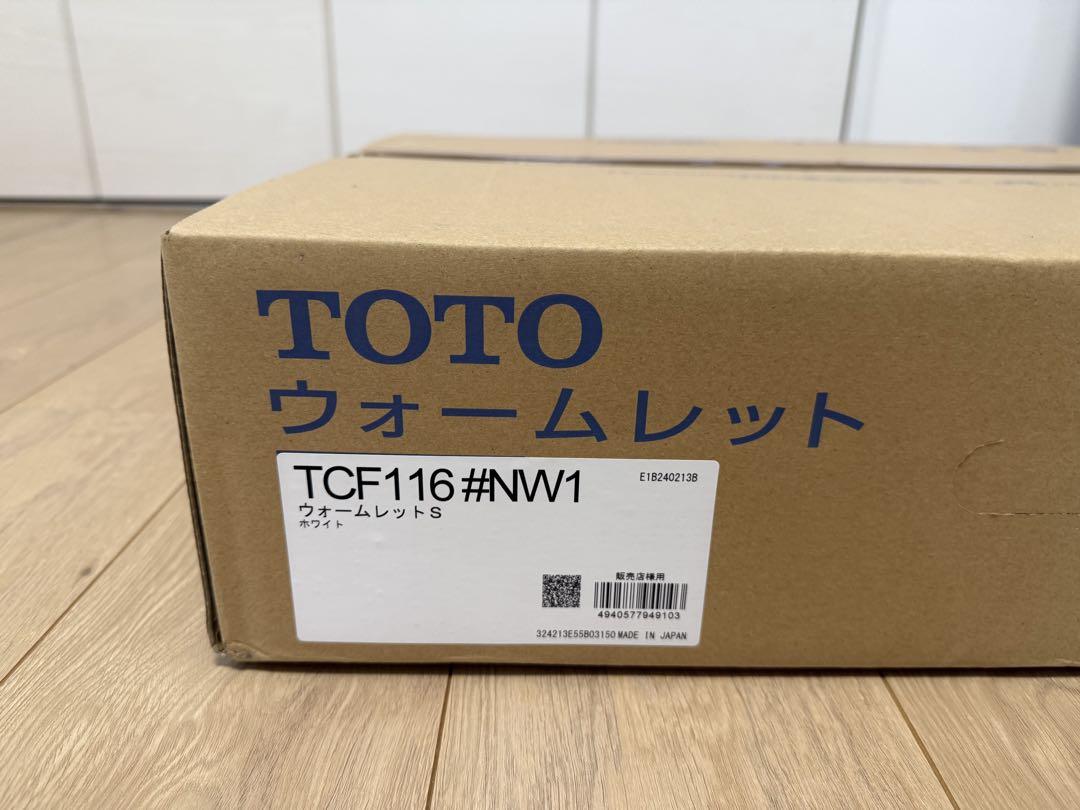 TOTO
ウォームレット
TCF116 #NW1
E1B240213B
ウォームレットS
ホワイト
販売店様用
4940577949103
324213E55B03150 MADE IN JAPAN